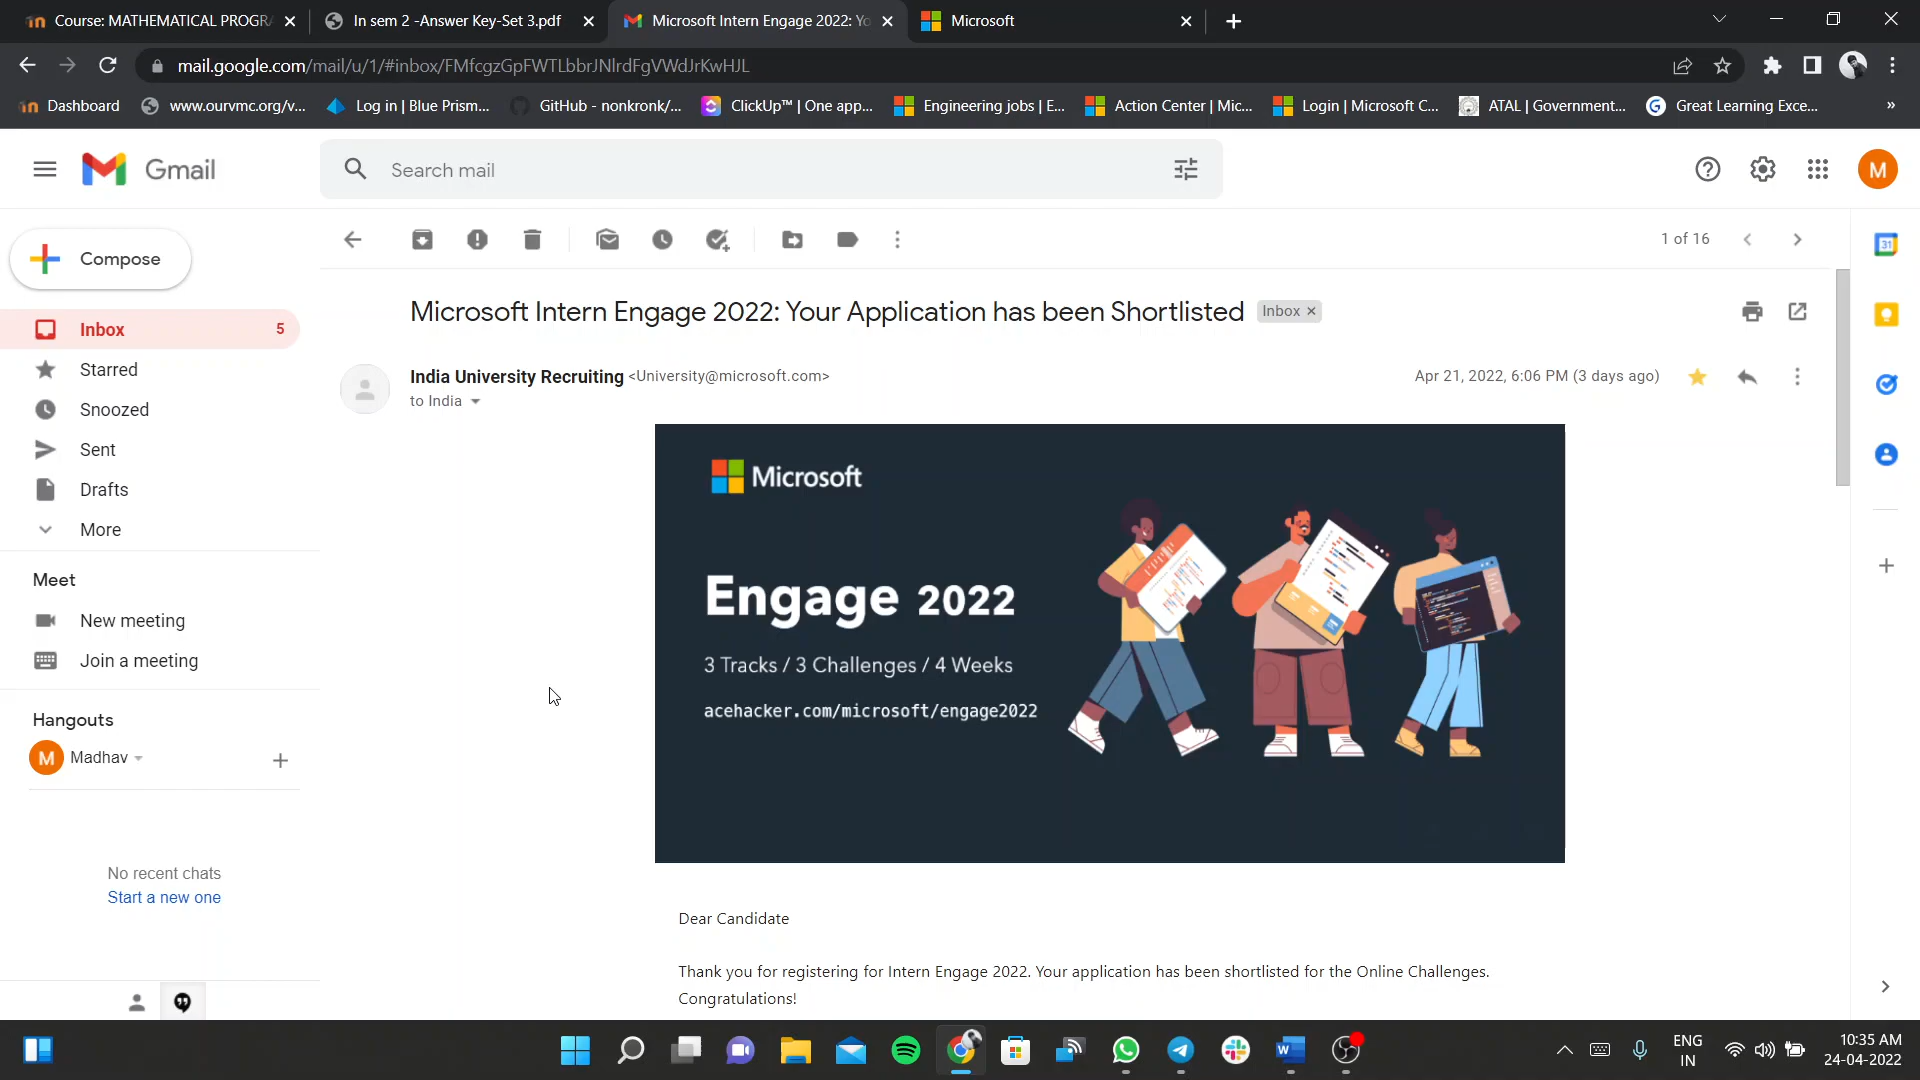 Course: MATHEMATICAL PROGRA
In sem 2 -Answer Key-Set 3.pdf
Microsoft Intern Engage 2022: Yo
Microsoft
mail.google.com/mail/u/1/#inbox/FMfcgzGpFWTLbbrJNlrdFgVWdJrKwHJL
Dashboard
www.ourvmc.org/v...
Log in | Blue Prism...
GitHub - nonkronk/...
ClickUp™ | One app...
Engineering jobs | E...
Action Center | Mic...
Login | Microsoft C...
ATAL | Government...
Great Learning Exce...
»
Gmail
Search mail
M
Compose
1 of 16
31
Microsoft Intern Engage 2022: Your Application has been Shortlisted
Inbox ×
Inbox 5
Starred
India University Recruiting <University@microsoft.com>
Apr 21, 2022, 6:06 PM (3 days ago)
to India
Snoozed
Sent
Drafts
More
Microsoft
Engage 2022
3 Tracks / 3 Challenges / 4 Weeks
acehacker.com/microsoft/engage2022
Meet
New meeting
Join a meeting
Hangouts
M Madhav
No recent chats
Start a new one
Dear Candidate
Thank you for registering for Intern Engage 2022. Your application has been shortlisted for the Online Challenges.
Congratulations!
W
ENG
IN
10:35 AM
24-04-2022